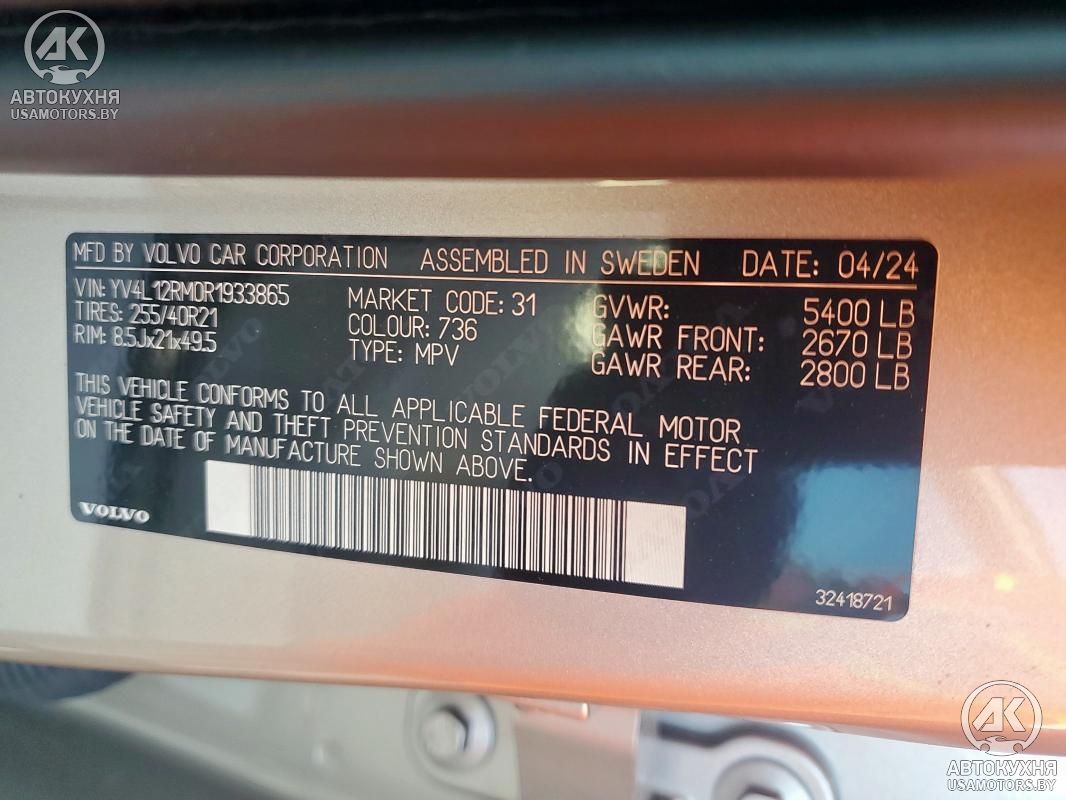 AK
АВТОКУХНЯ
USAMOTORS.BY
MFD BY VOLVO CAR CORPORATION ASSEMBLED IN SWEDEN DATE: 04/24
VIN: YV4L12RM0R1933865 MARKET CODE: 31 GVWR: 5400 LB
TIRES: 255/40R21 COLOUR: 736 GAWR FRONT: 2670 LB
RIM: 8.5Jx21x49.5 TYPE: MPV GAWR REAR: 2800 LB
THIS VEHICLE CONFORMS TO ALL APPLICABLE FEDERAL MOTOR
VEHICLE SAFETY AND THEFT PREVENTION STANDARDS IN EFFECT
ON THE DATE OF MANUFACTURE SHOWN ABOVE.
VOLVO
32418721
AK
АВТОКУХНЯ
USAMOTORS.BY